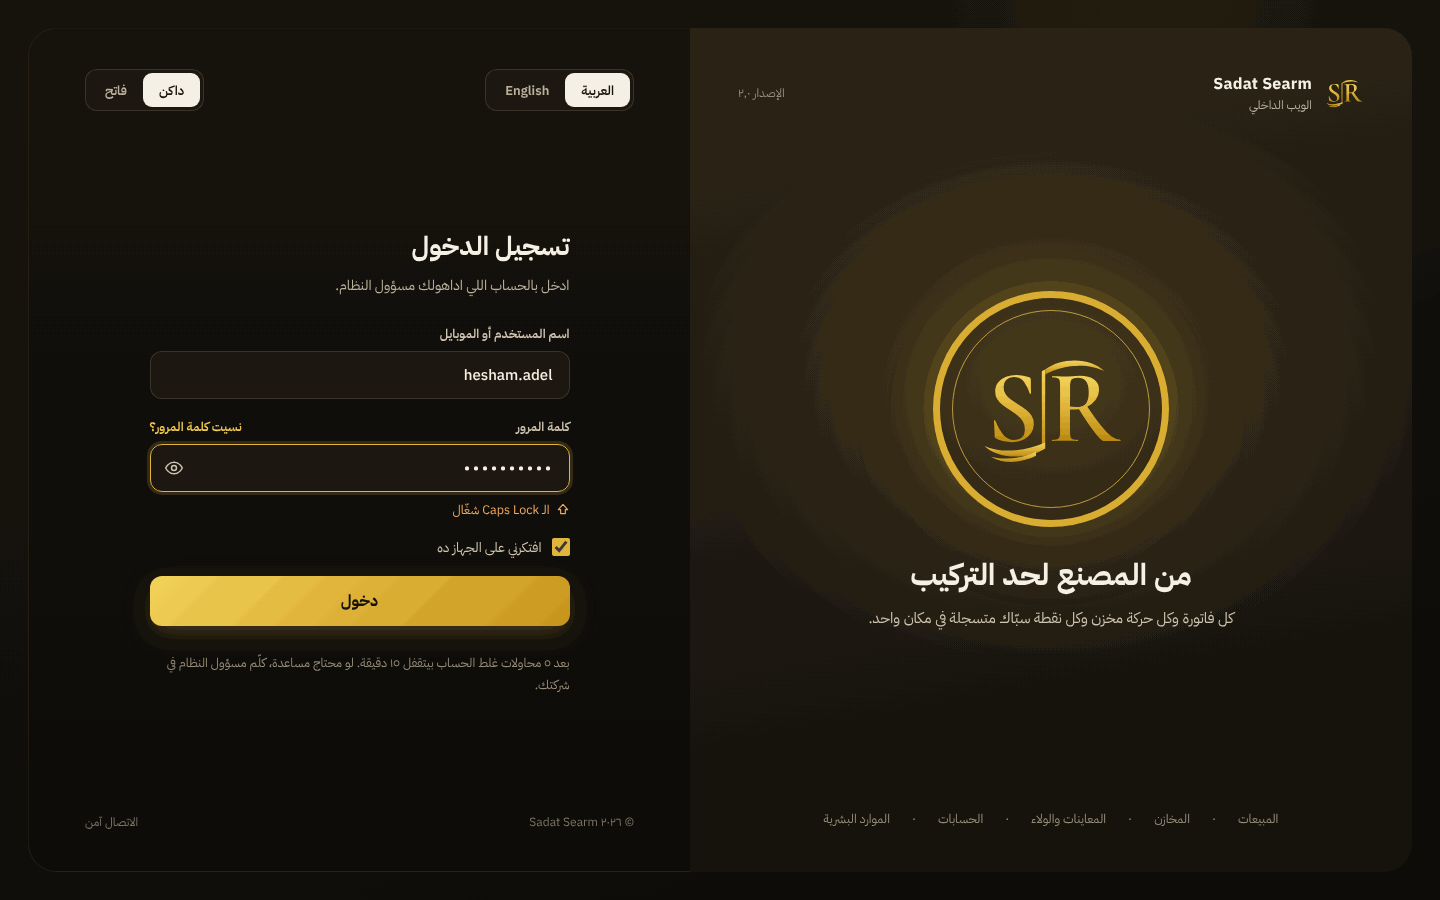 Sadat Searm
الويب الداخلي
SR
الإصدار ٢٫٠
SR
من المصنع لحد التركيب
كل فاتورة وكل حركة مخزن وكل نقطة سبّاك متسجلة في مكان واحد.
المبيعات · المخازن · المعاينات والولاء · الحسابات · الموارد البشرية
العربية English
داكن فاتح
تسجيل الدخول
ادخل بالحساب اللي اداهولك مسؤول النظام.
اسم المستخدم أو الموبايل
hesham.adel
كلمة المرور
نسيت كلمة المرور؟
••••••••••
الـ Caps Lock شغّال
افتكرني على الجهاز ده
دخول
بعد ٥ محاولات غلط الحساب بيتقفل ١٥ دقيقة. لو محتاج مساعدة، كلّم مسؤول النظام في
شركتك.
© ٢٠٢٦ Sadat Searm
الاتصال آمن